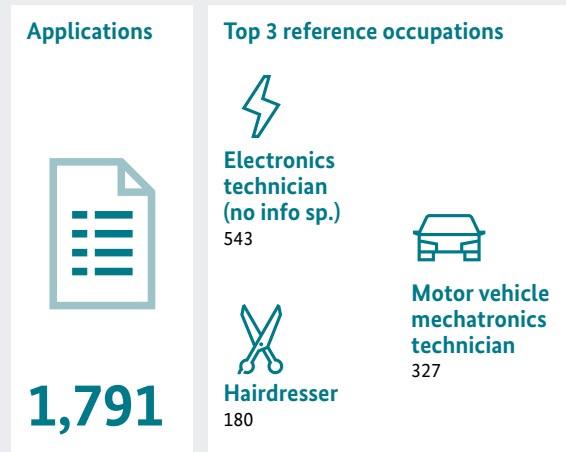 Applications
1,791
Top 3 reference occupations
Electronics
technician
(no info sp.)
543
Motor vehicle
mechatronics
technician
327
Hairdresser
180